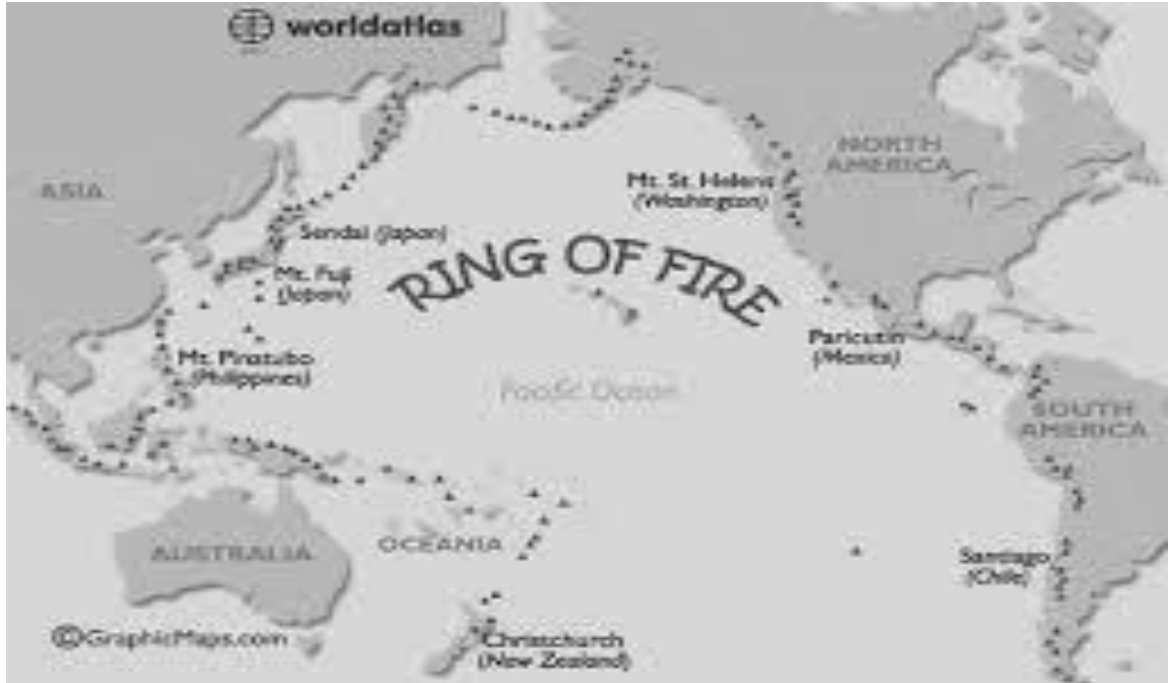 worldatlas
NORTH
AMERICA
ASIA
Mt. St. Helens
(Washington)
Sendai (Japan)
RING OF FIRE
Mt. Fuji
(Japan)
Paricutin
(Mexico)
Mt. Pinatubo
(Philippines)
Pacific Ocean
SOUTH
AMERICA
OCEANIA
AUSTRALIA
Santiago
(Chile)
©GraphicMaps.com
Christchurch
(New Zealand)